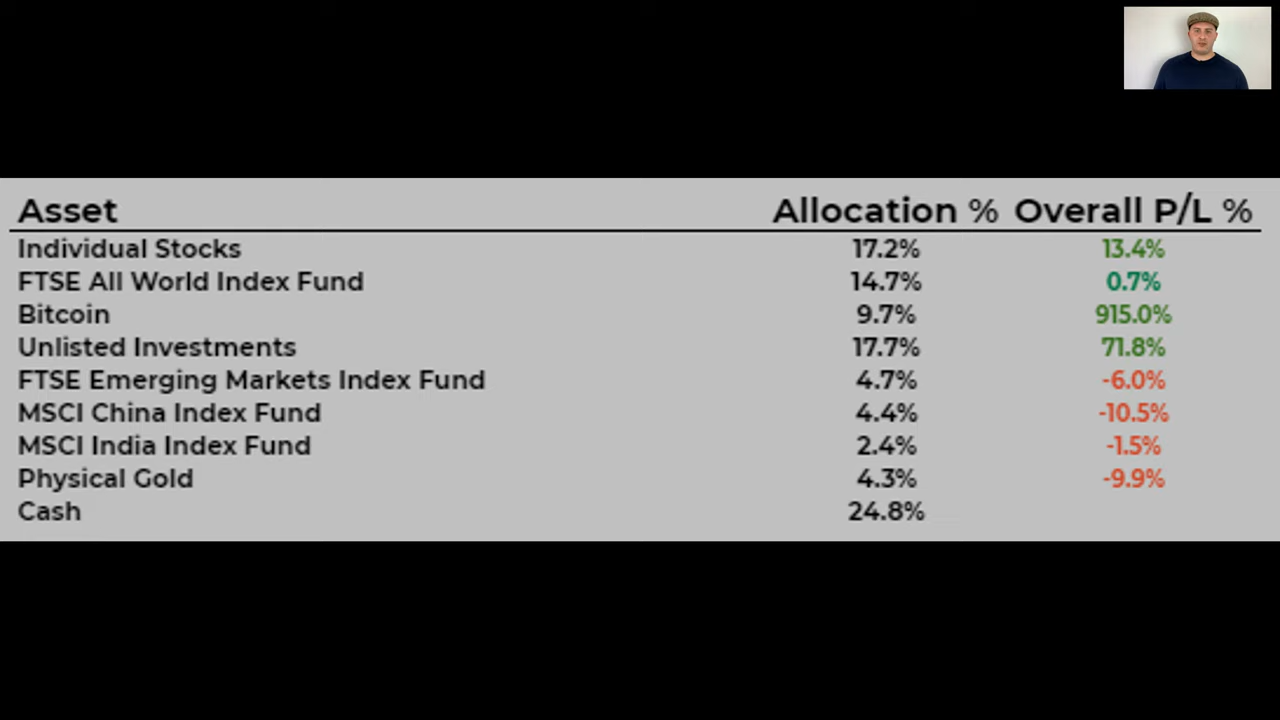 Asset Allocation % Overall P/L %
Individual Stocks 17.2% 13.4%
FTSE All World Index Fund 14.7% 0.7%
Bitcoin 9.7% 915.0%
Unlisted Investments 17.7% 71.8%
FTSE Emerging Markets Index Fund 4.7% -6.0%
MSCI China Index Fund 4.4% -10.5%
MSCI India Index Fund 2.4% -1.5%
Physical Gold 4.3% -9.9%
Cash 24.8%